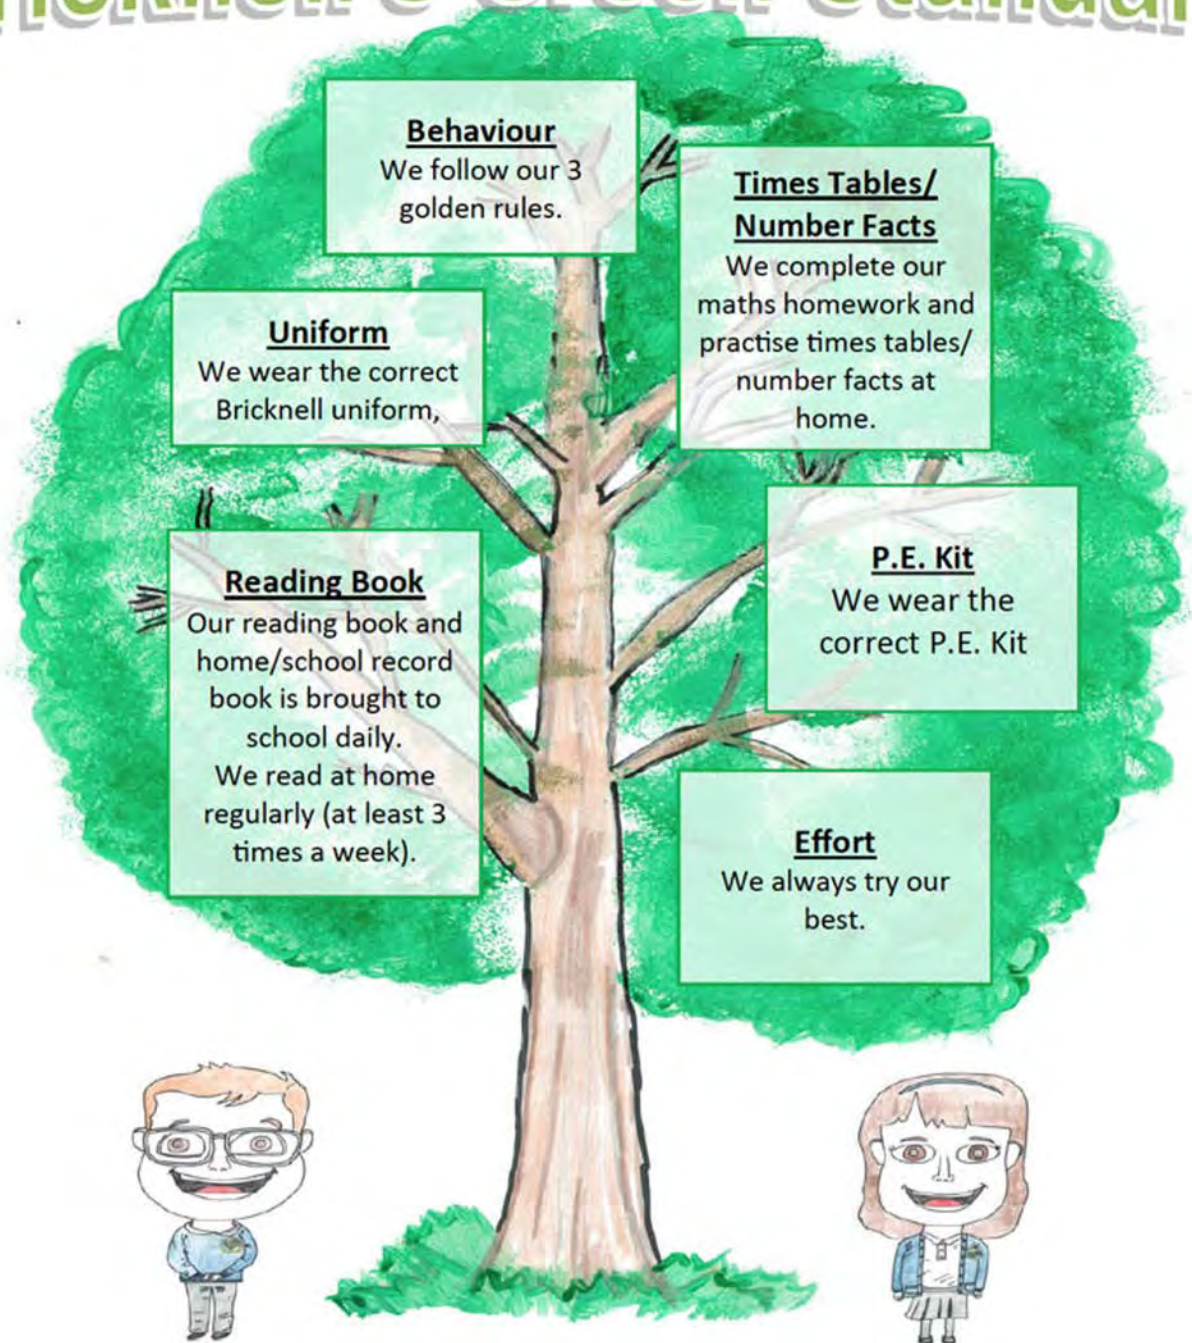 Behaviour
We follow our 3
golden rules.
Times Tables/
Number Facts
We complete our
maths homework and
practise times tables/
number facts at
home.
Uniform
We wear the correct
Bricknell uniform,
P.E. Kit
We wear the
correct P.E. Kit
Reading Book
Our reading book and
home/school record
book is brought to
school daily.
We read at home
regularly (at least 3
times a week).
Effort
We always try our
best.